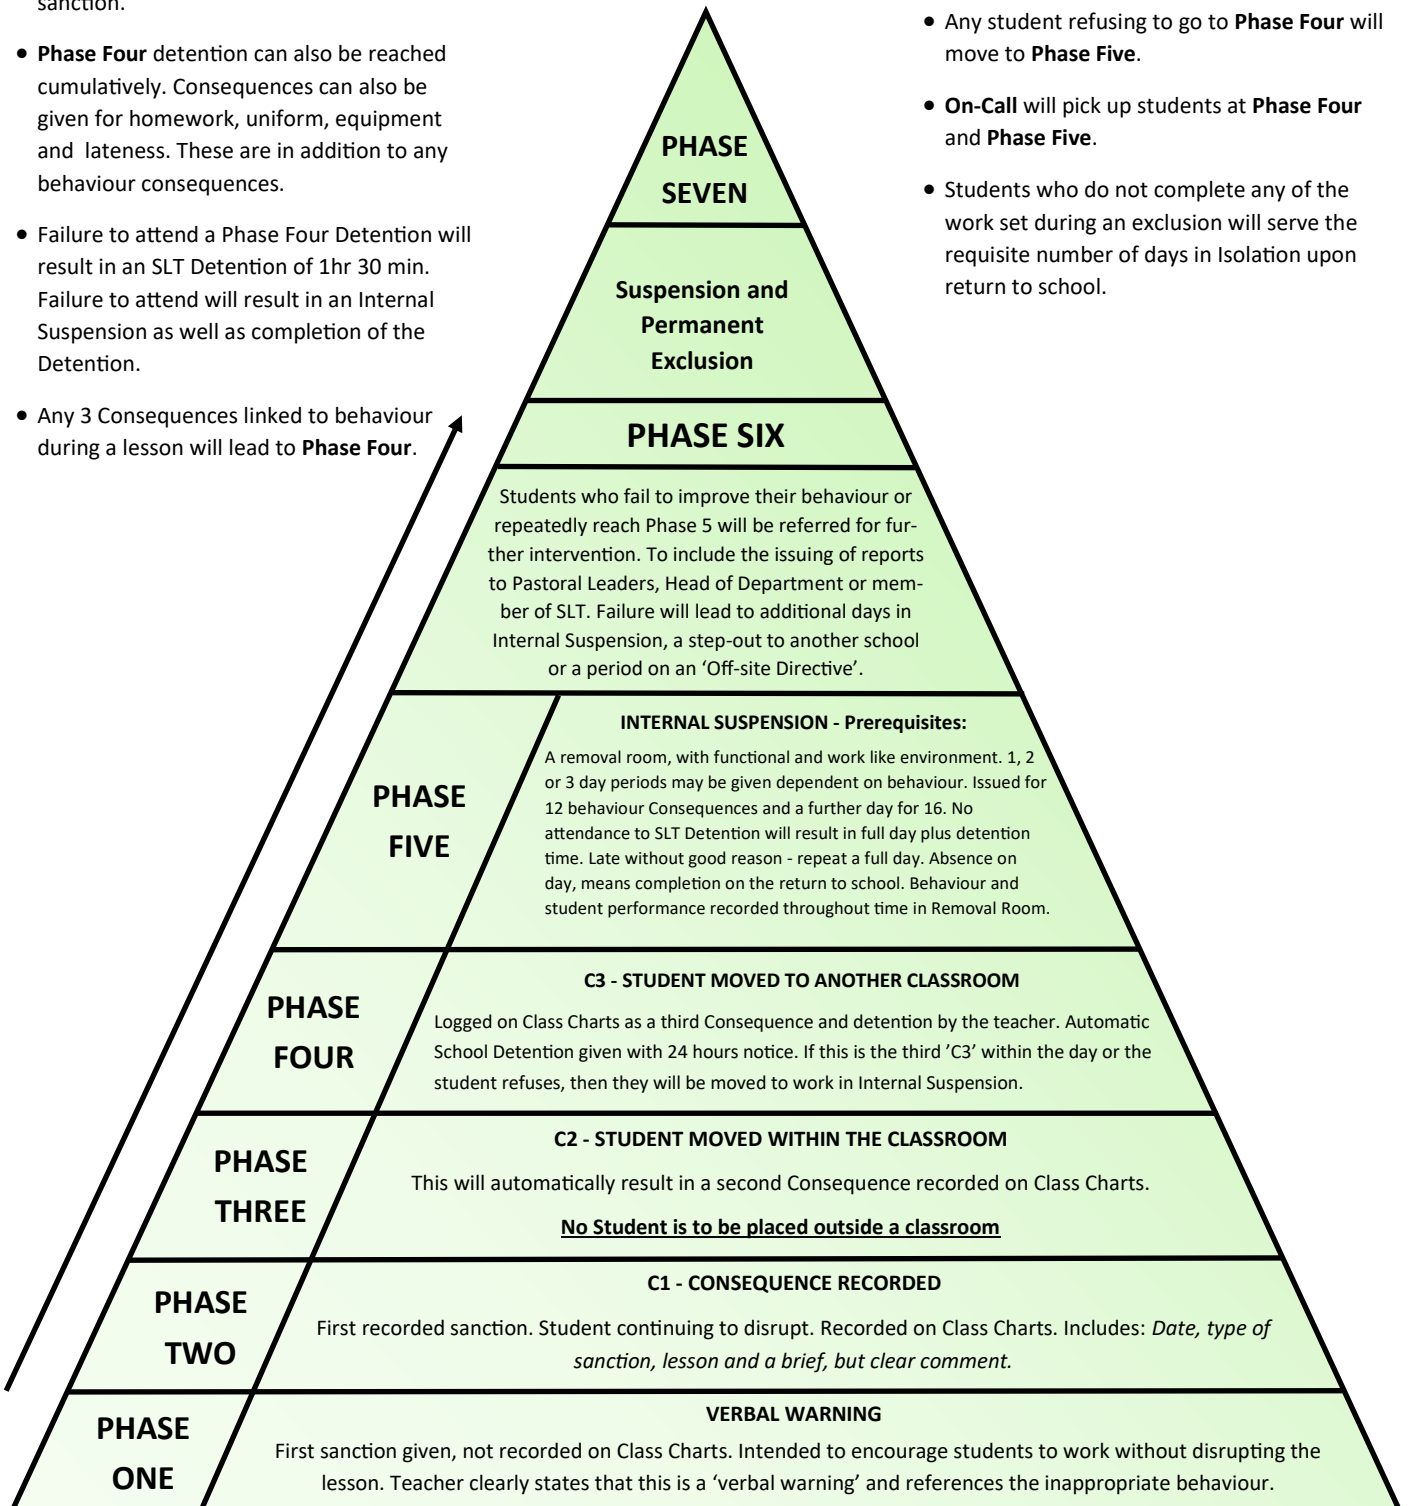 sanction.
• Phase Four detention can also be reached
cumulatively. Consequences can also be
given for homework, uniform, equipment
and lateness. These are in addition to any
behaviour consequences.
• Failure to attend a Phase Four Detention will
result in an SLT Detention of 1hr 30 min.
Failure to attend will result in an Internal
Suspension as well as completion of the
Detention.
• Any 3 Consequences linked to behaviour
during a lesson will lead to Phase Four.
• Any student refusing to go to Phase Four will
move to Phase Five.
• On-Call will pick up students at Phase Four
and Phase Five.
• Students who do not complete any of the
work set during an exclusion will serve the
requisite number of days in Isolation upon
return to school.
PHASE
SEVEN
Suspension and
Permanent
Exclusion
PHASE SIX
Students who fail to improve their behaviour or
repeatedly reach Phase 5 will be referred for fur-
ther intervention. To include the issuing of reports
to Pastoral Leaders, Head of Department or mem-
ber of SLT. Failure will lead to additional days in
Internal Suspension, a step-out to another school
or a period on an ‘Off-site Directive’.
PHASE
FIVE
INTERNAL SUSPENSION - Prerequisites:
A removal room, with functional and work like environment. 1, 2
or 3 day periods may be given dependent on behaviour. Issued for
12 behaviour Consequences and a further day for 16. No
attendance to SLT Detention will result in full day plus detention
time. Late without good reason - repeat a full day. Absence on
day, means completion on the return to school. Behaviour and
student performance recorded throughout time in Removal Room.
PHASE
FOUR
C3 - STUDENT MOVED TO ANOTHER CLASSROOM
Logged on Class Charts as a third Consequence and detention by the teacher. Automatic
School Detention given with 24 hours notice. If this is the third ’C3’ within the day or the
student refuses, then they will be moved to work in Internal Suspension.
PHASE
THREE
C2 - STUDENT MOVED WITHIN THE CLASSROOM
This will automatically result in a second Consequence recorded on Class Charts.
No Student is to be placed outside a classroom
PHASE
TWO
C1 - CONSEQUENCE RECORDED
First recorded sanction. Student continuing to disrupt. Recorded on Class Charts. Includes: Date, type of
sanction, lesson and a brief, but clear comment.
PHASE
ONE
VERBAL WARNING
First sanction given, not recorded on Class Charts. Intended to encourage students to work without disrupting the
lesson. Teacher clearly states that this is a ‘verbal warning’ and references the inappropriate behaviour.